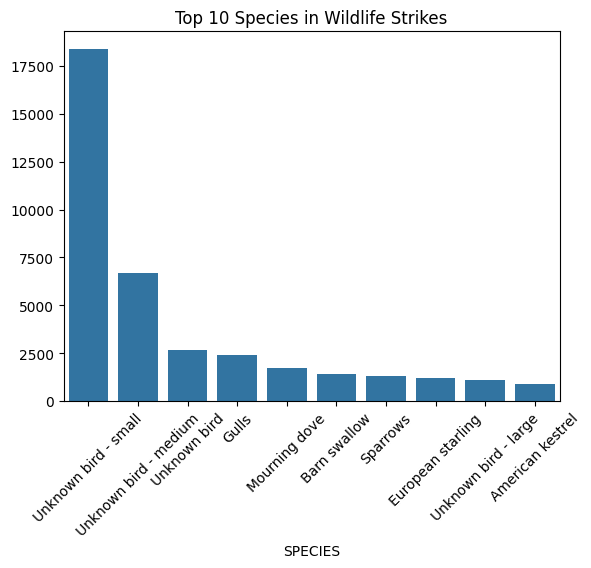 Top 10 Species in Wildlife Strikes
17500
15000
12500
10000
7500
5000
2500
0
Unknown bird - small
Unknown bird - medium
Unknown bird
Gulls
Mourning dove
Barn swallow
Sparrows
European starling
Unknown bird - large
American kestrel
SPECIES